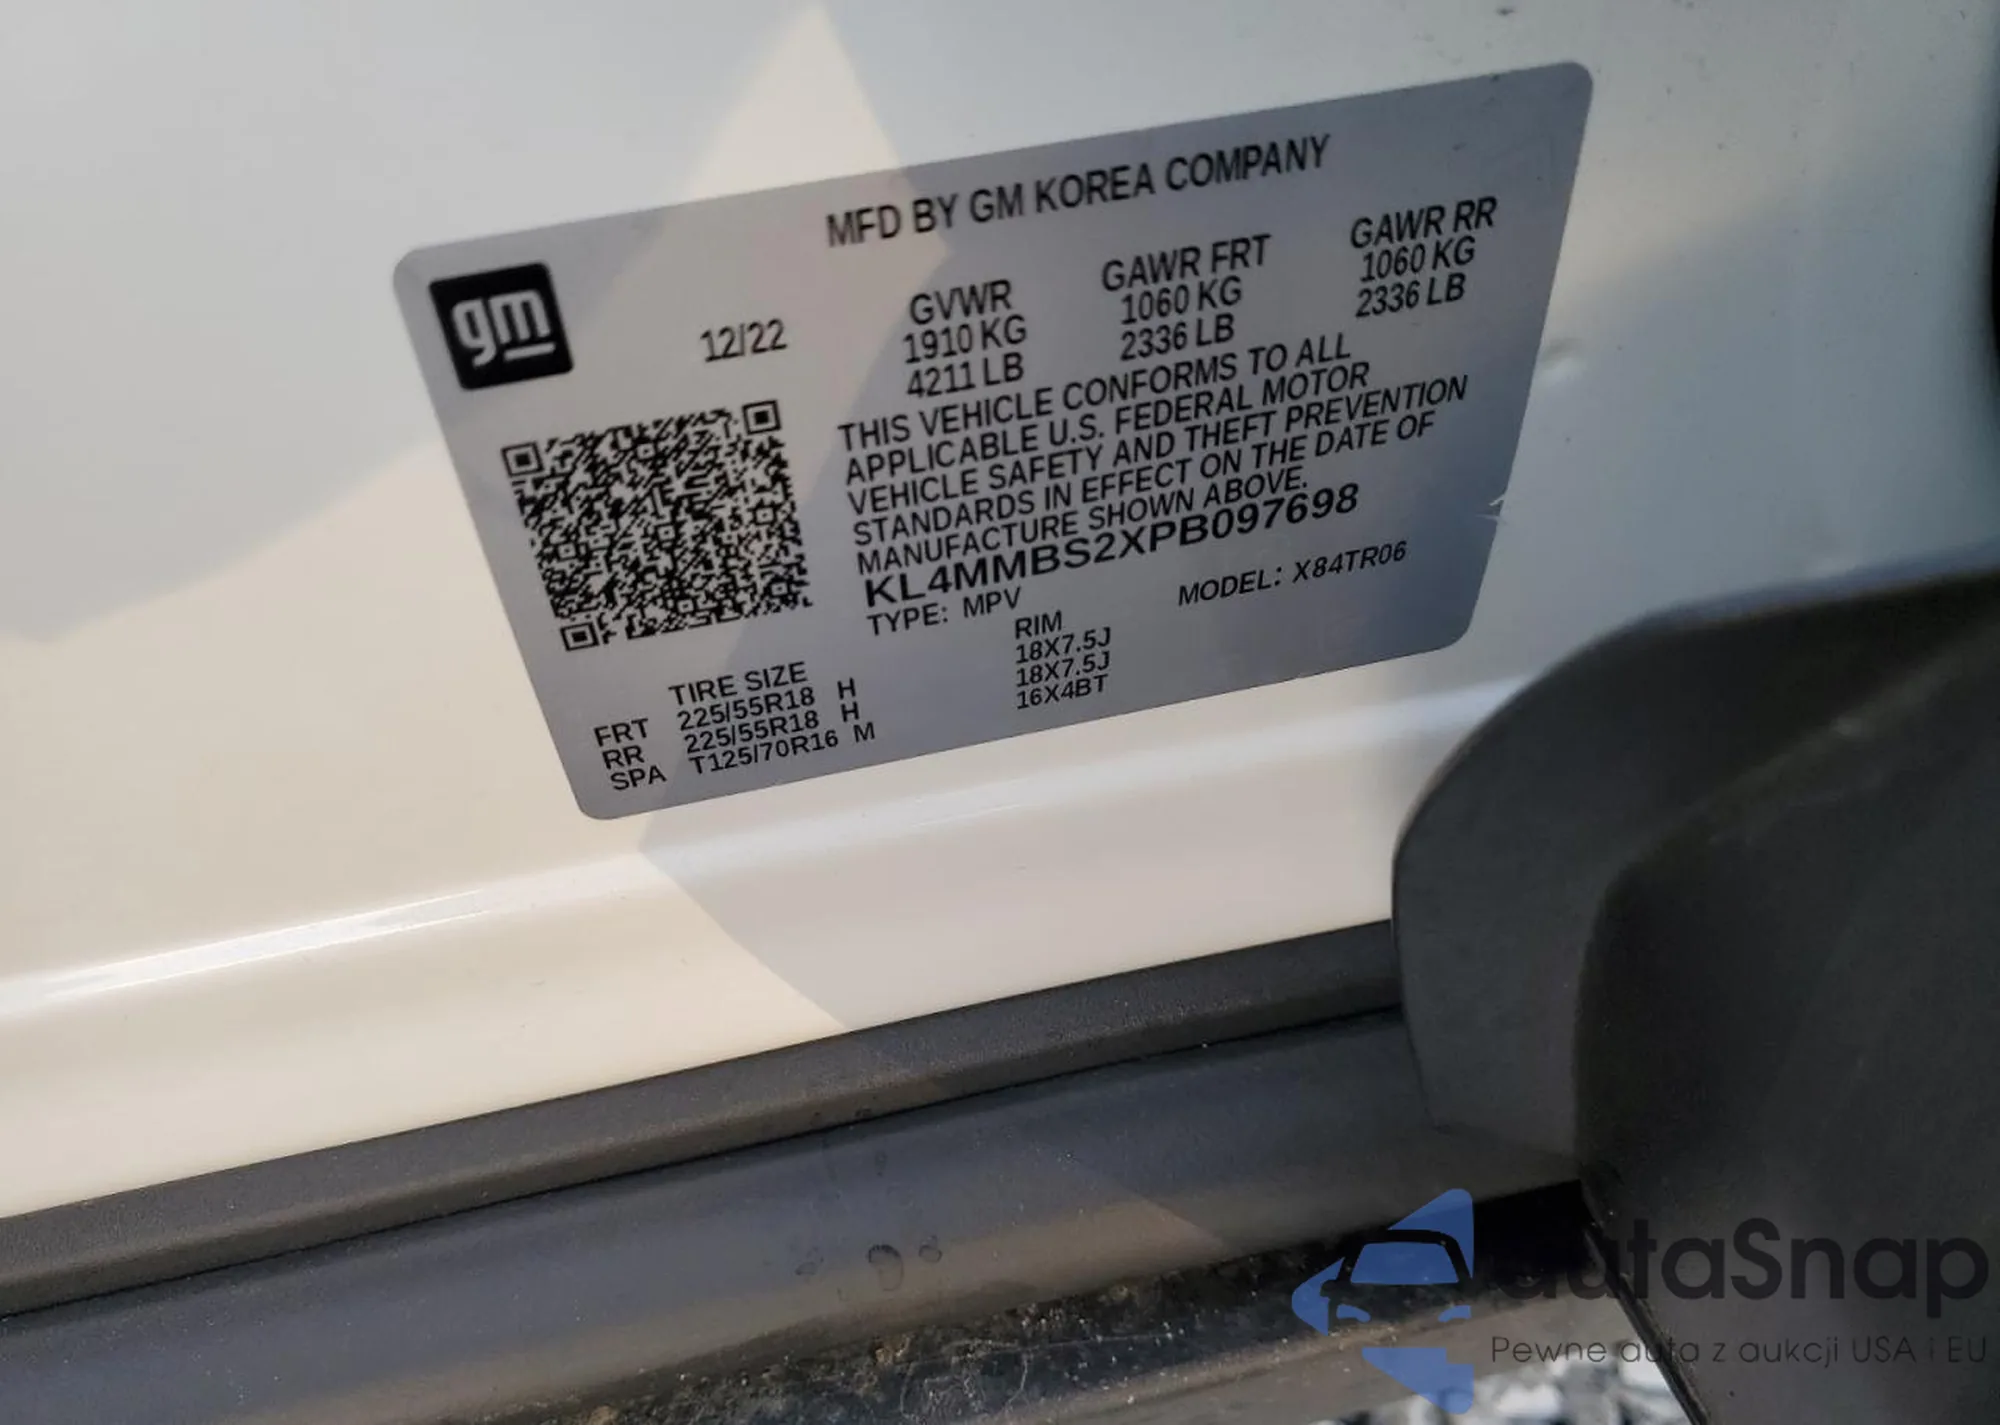 MFD BY GM KOREA COMPANY
gm
12/22
GVWR
1910 KG
4211 LB
GAWR FRT
1060 KG
2336 LB
GAWR RR
1060 KG
2336 LB
THIS VEHICLE CONFORMS TO ALL
APPLICABLE U.S. FEDERAL MOTOR
VEHICLE SAFETY AND THEFT PREVENTION
STANDARDS IN EFFECT ON THE DATE OF
MANUFACTURE SHOWN ABOVE.
KL4MMBS2XPB097698
TYPE: MPV
MODEL: X84TR06
TIRE SIZE RIM
FRT 225/55R18 H 18X7.5J
RR 225/55R18 H 18X7.5J
SPA T125/70R16 M 16X4BT
autaSnap
Pewne auta z aukcji USA i EU